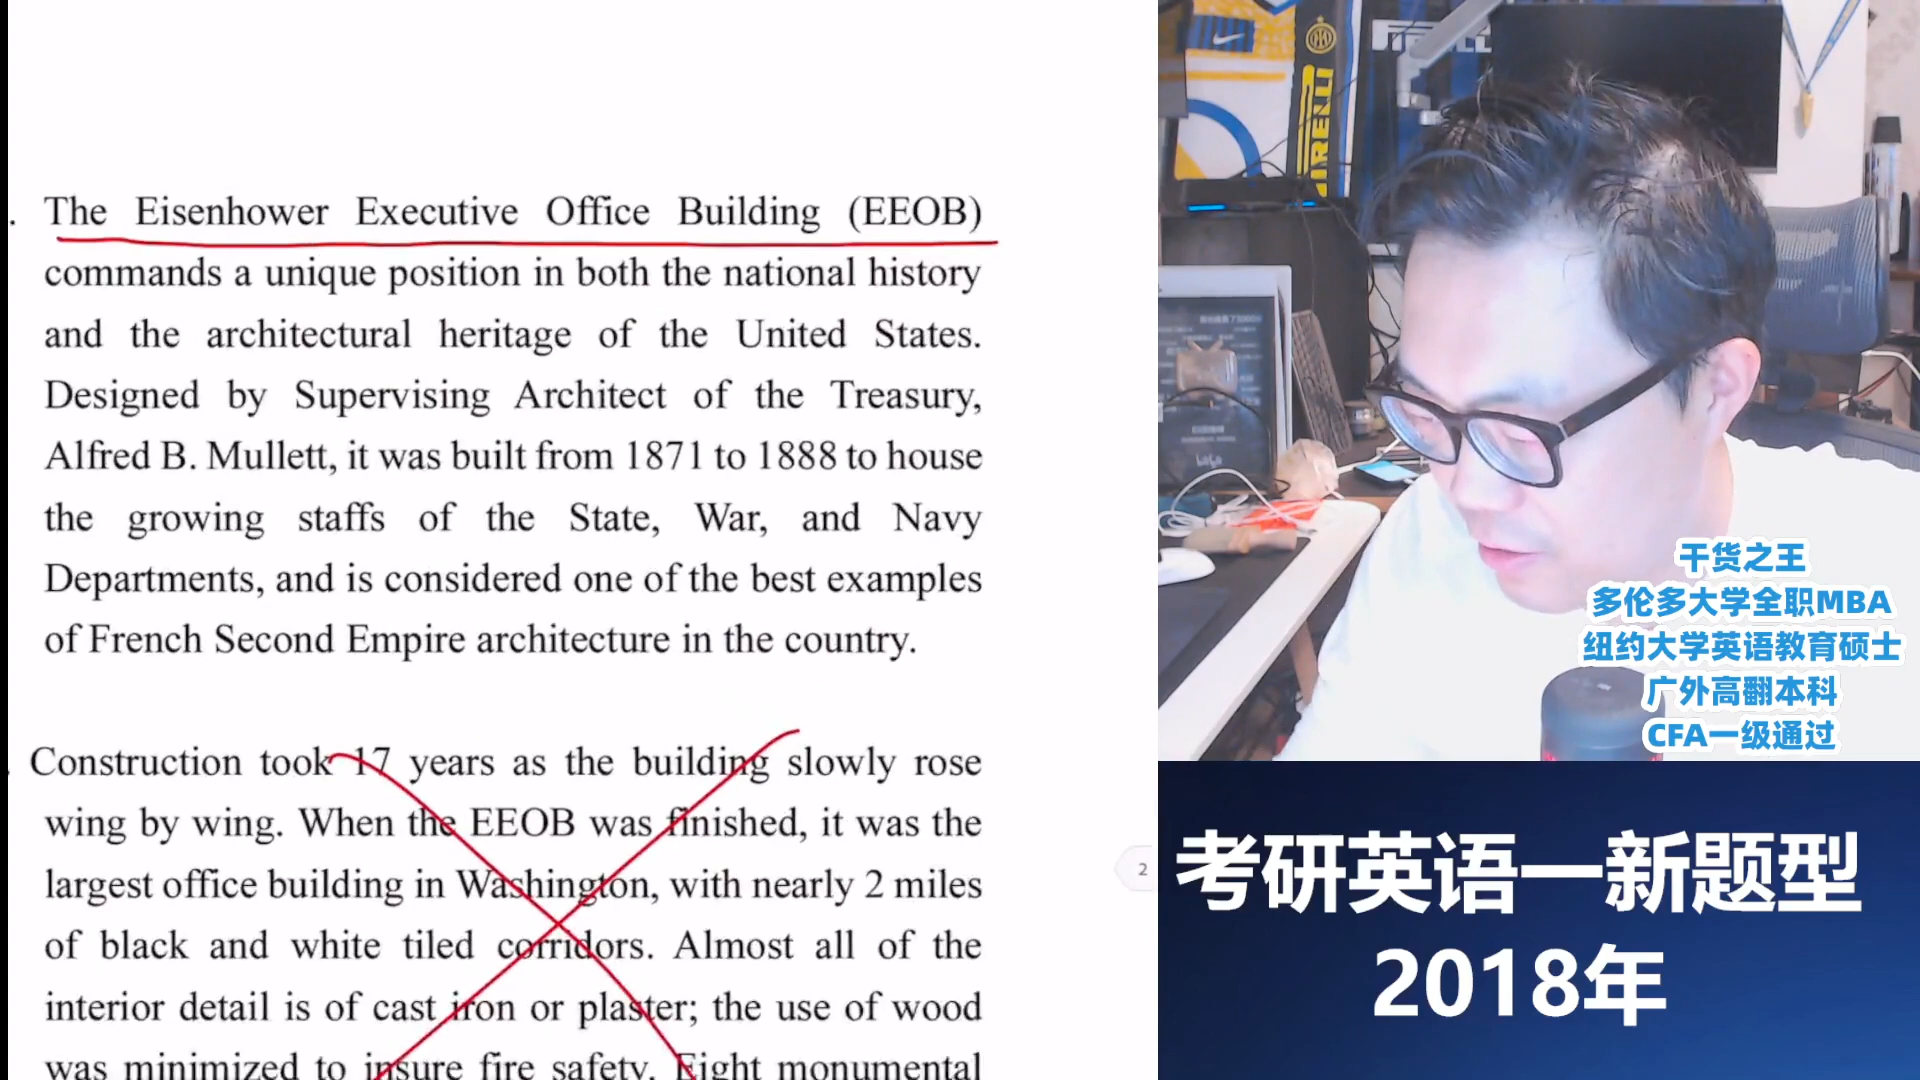 The Eisenhower Executive Office Building (EEOB)
commands a unique position in both the national history
and the architectural heritage of the United States.
Designed by Supervising Architect of the Treasury,
Alfred B. Mullett, it was built from 1871 to 1888 to house
the growing staffs of the State, War, and Navy
Departments, and is considered one of the best examples
of French Second Empire architecture in the country.
Construction took 17 years as the building slowly rose
wing by wing. When the EEOB was finished, it was the
largest office building in Washington, with nearly 2 miles
of black and white tiled corridors. Almost all of the
interior detail is of cast iron or plaster; the use of wood
was minimized to insure fire safety. Eight monumental
2
PIRELLI
干货之王
多伦多大学全职MBA
纽约大学英语教育硕士
广外高翻本科
CFA一级通过
考研英语一新题型
2018年